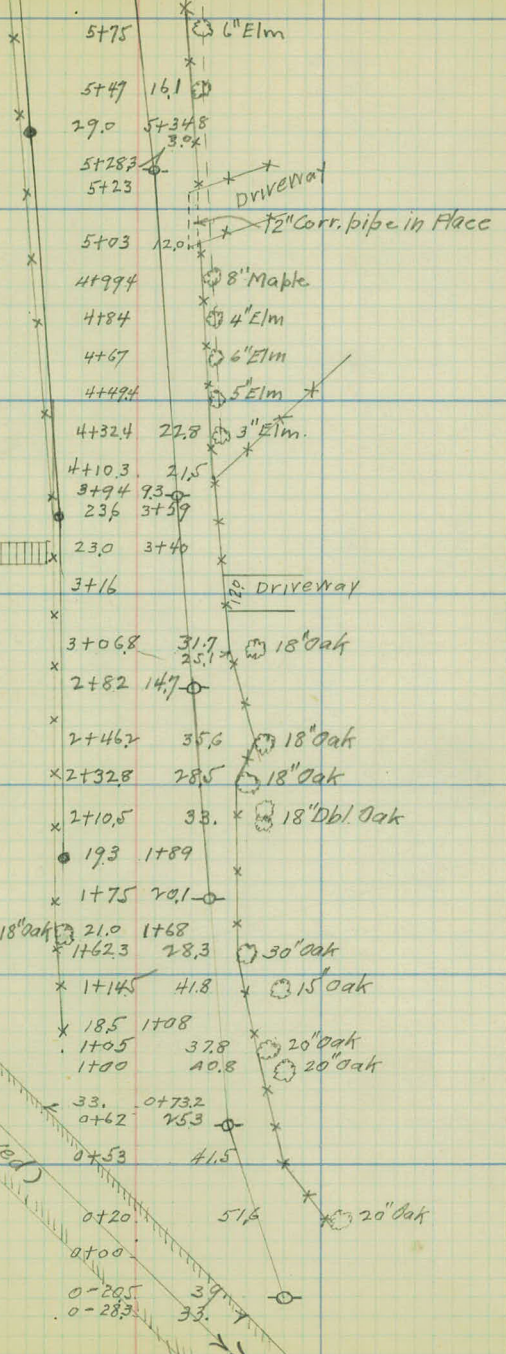 5+75 6" Elm
5+47 16.1
29.0 5+34.8
3.0
5+28.3
5+23 Driveway
12" Corr. pipe in Place
5+03 12.0
4+99.4 8" Maple
4+84 4" Elm
4+67 6" Elm
4+49.4 5" Elm
4+32.4 22.8 3" Elm.
4+10.3 21.5
3+94 9.3
23.6 3+59
23.0 3+40
3+16 12.0 Driveway
3+06.8 31.7 18" Oak
25.1
2+82 14.7
2+46.2 35.6 18" Oak
2+32.8 28.5 18" Oak
2+10.5 33. 18" Dbl. Oak
19.3 1+89
1+75 20.1
18" Oak 21.0 1+68
1+62.3 28.3 30" Oak
1+14.5 41.8 15" Oak
18.5 1+08
1+05 37.8 20" Oak
1+00 40.8 20" Oak
33. 0+73.2
0+62 25.3
0+53 41.5
ed)
0+20 51.6 20" Oak
0+00
0-20.5 39.
0-28.3 33.